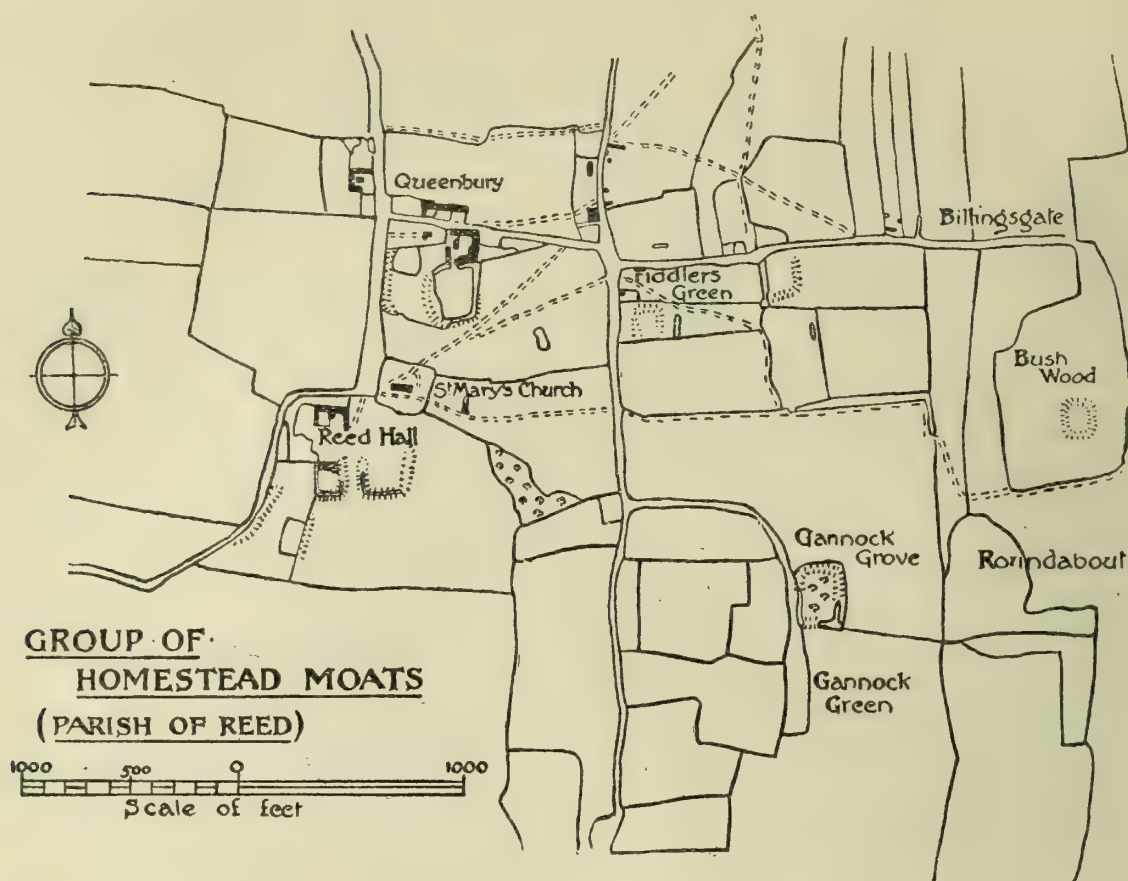 Queenbury
Billingsgate
Fiddlers
Green
Bush
Wood
St Mary's Church
Reed Hall
Gannock
Grove
Roundabout
GROUP OF
HOMESTEAD MOATS
(PARISH OF REED)
Gannock
Green
1000 500 0 1000
Scale of feet